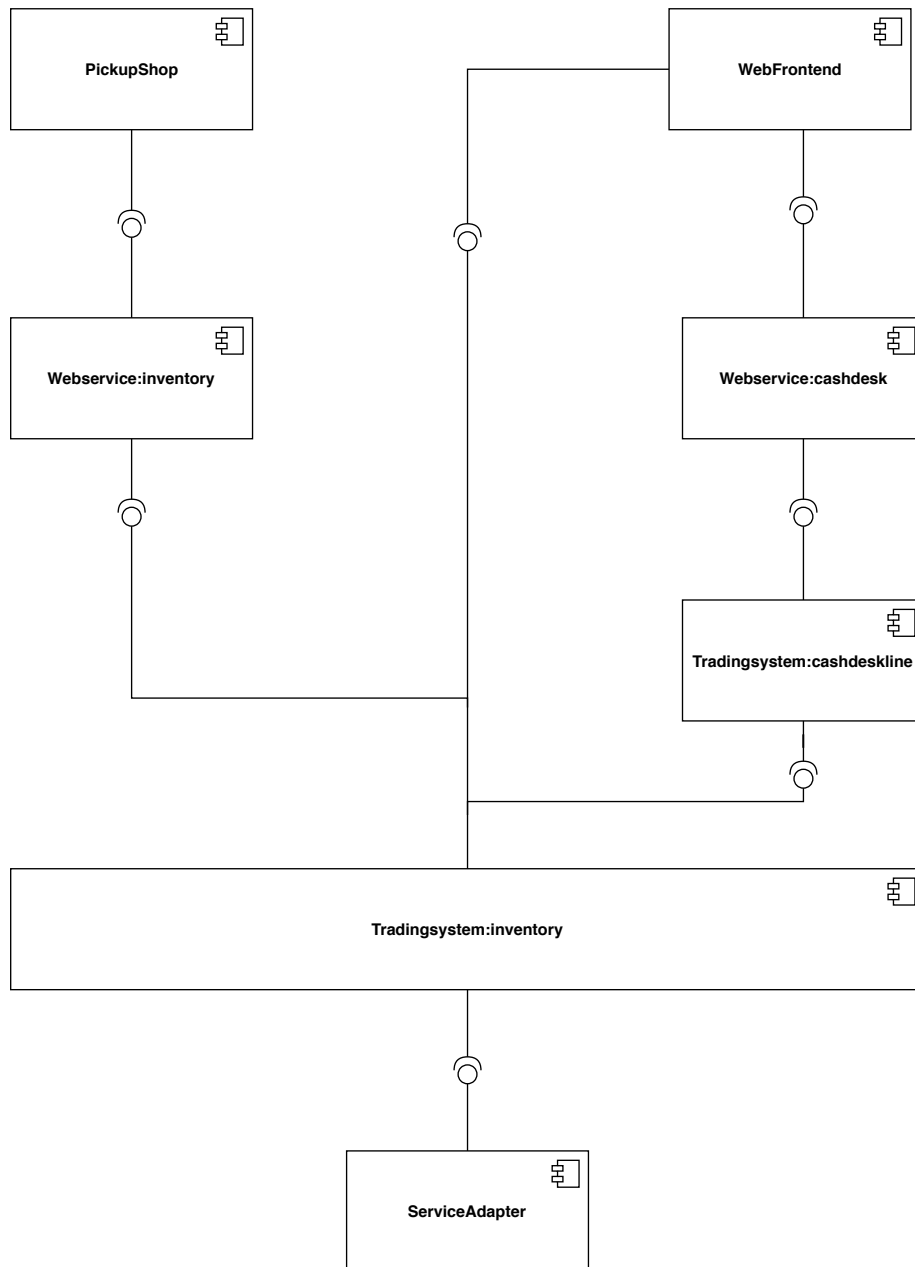 PickupShop
WebFrontend
Webservice:inventory
Webservice:cashdesk
Tradingsystem:cashdeskline
Tradingsystem:inventory
ServiceAdapter